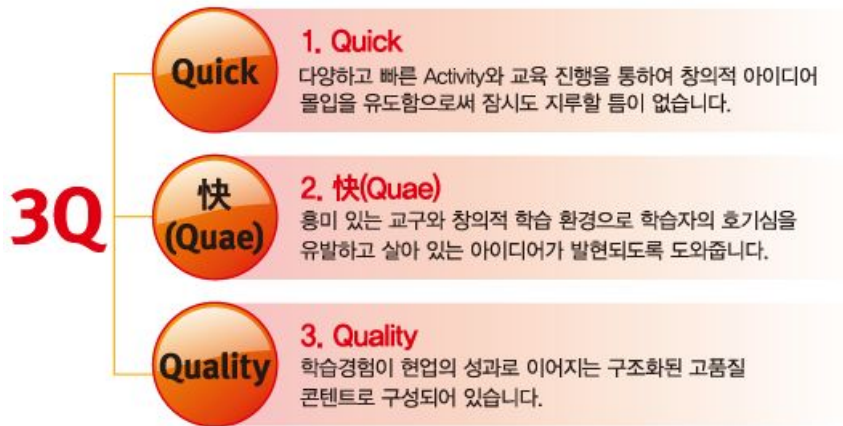 3Q
Quick
1. Quick
다양하고 빠른 Activity와 교육 진행을 통하여 창의적 아이디어
몰입을 유도함으로써 잠시도 지루할 틈이 없습니다.
快
(Quae)
2. 快(Quae)
흥미 있는 교구와 창의적 학습 환경으로 학습자의 호기심을
유발하고 살아 있는 아이디어가 발현되도록 도와줍니다.
Quality
3. Quality
학습경험이 현업의 성과로 이어지는 구조화된 고품질
콘텐트로 구성되어 있습니다.